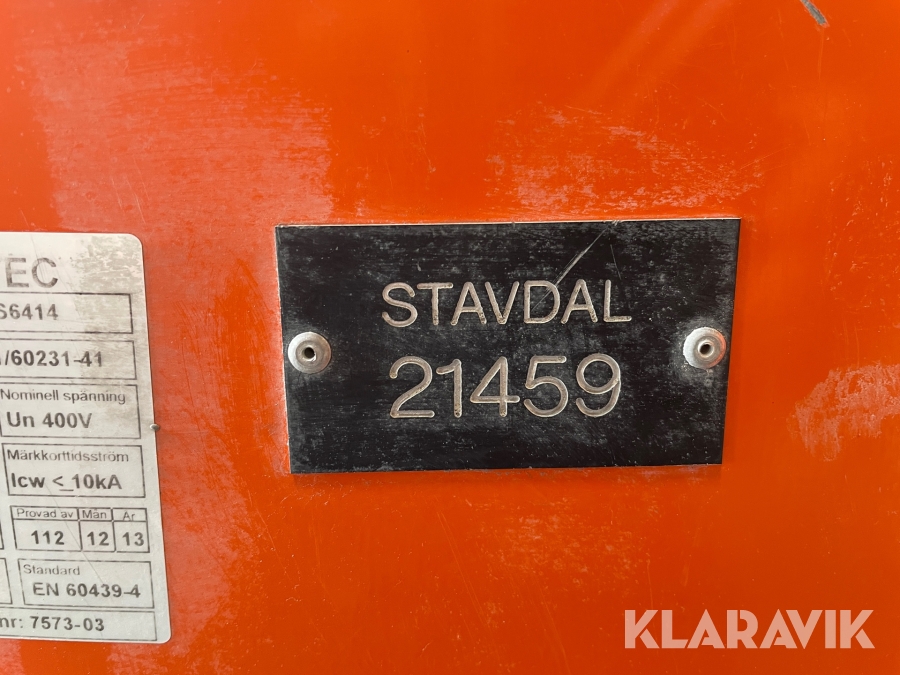 EC
S6414
/60231-41
Nominell spänning
Un 400V
Märkkorttidsström
Icw <_10kA
Provad av Mån År
112 12 13
Standard
EN 60439-4
nr: 7573-03
STAVDAL
21459
KLARAVIK